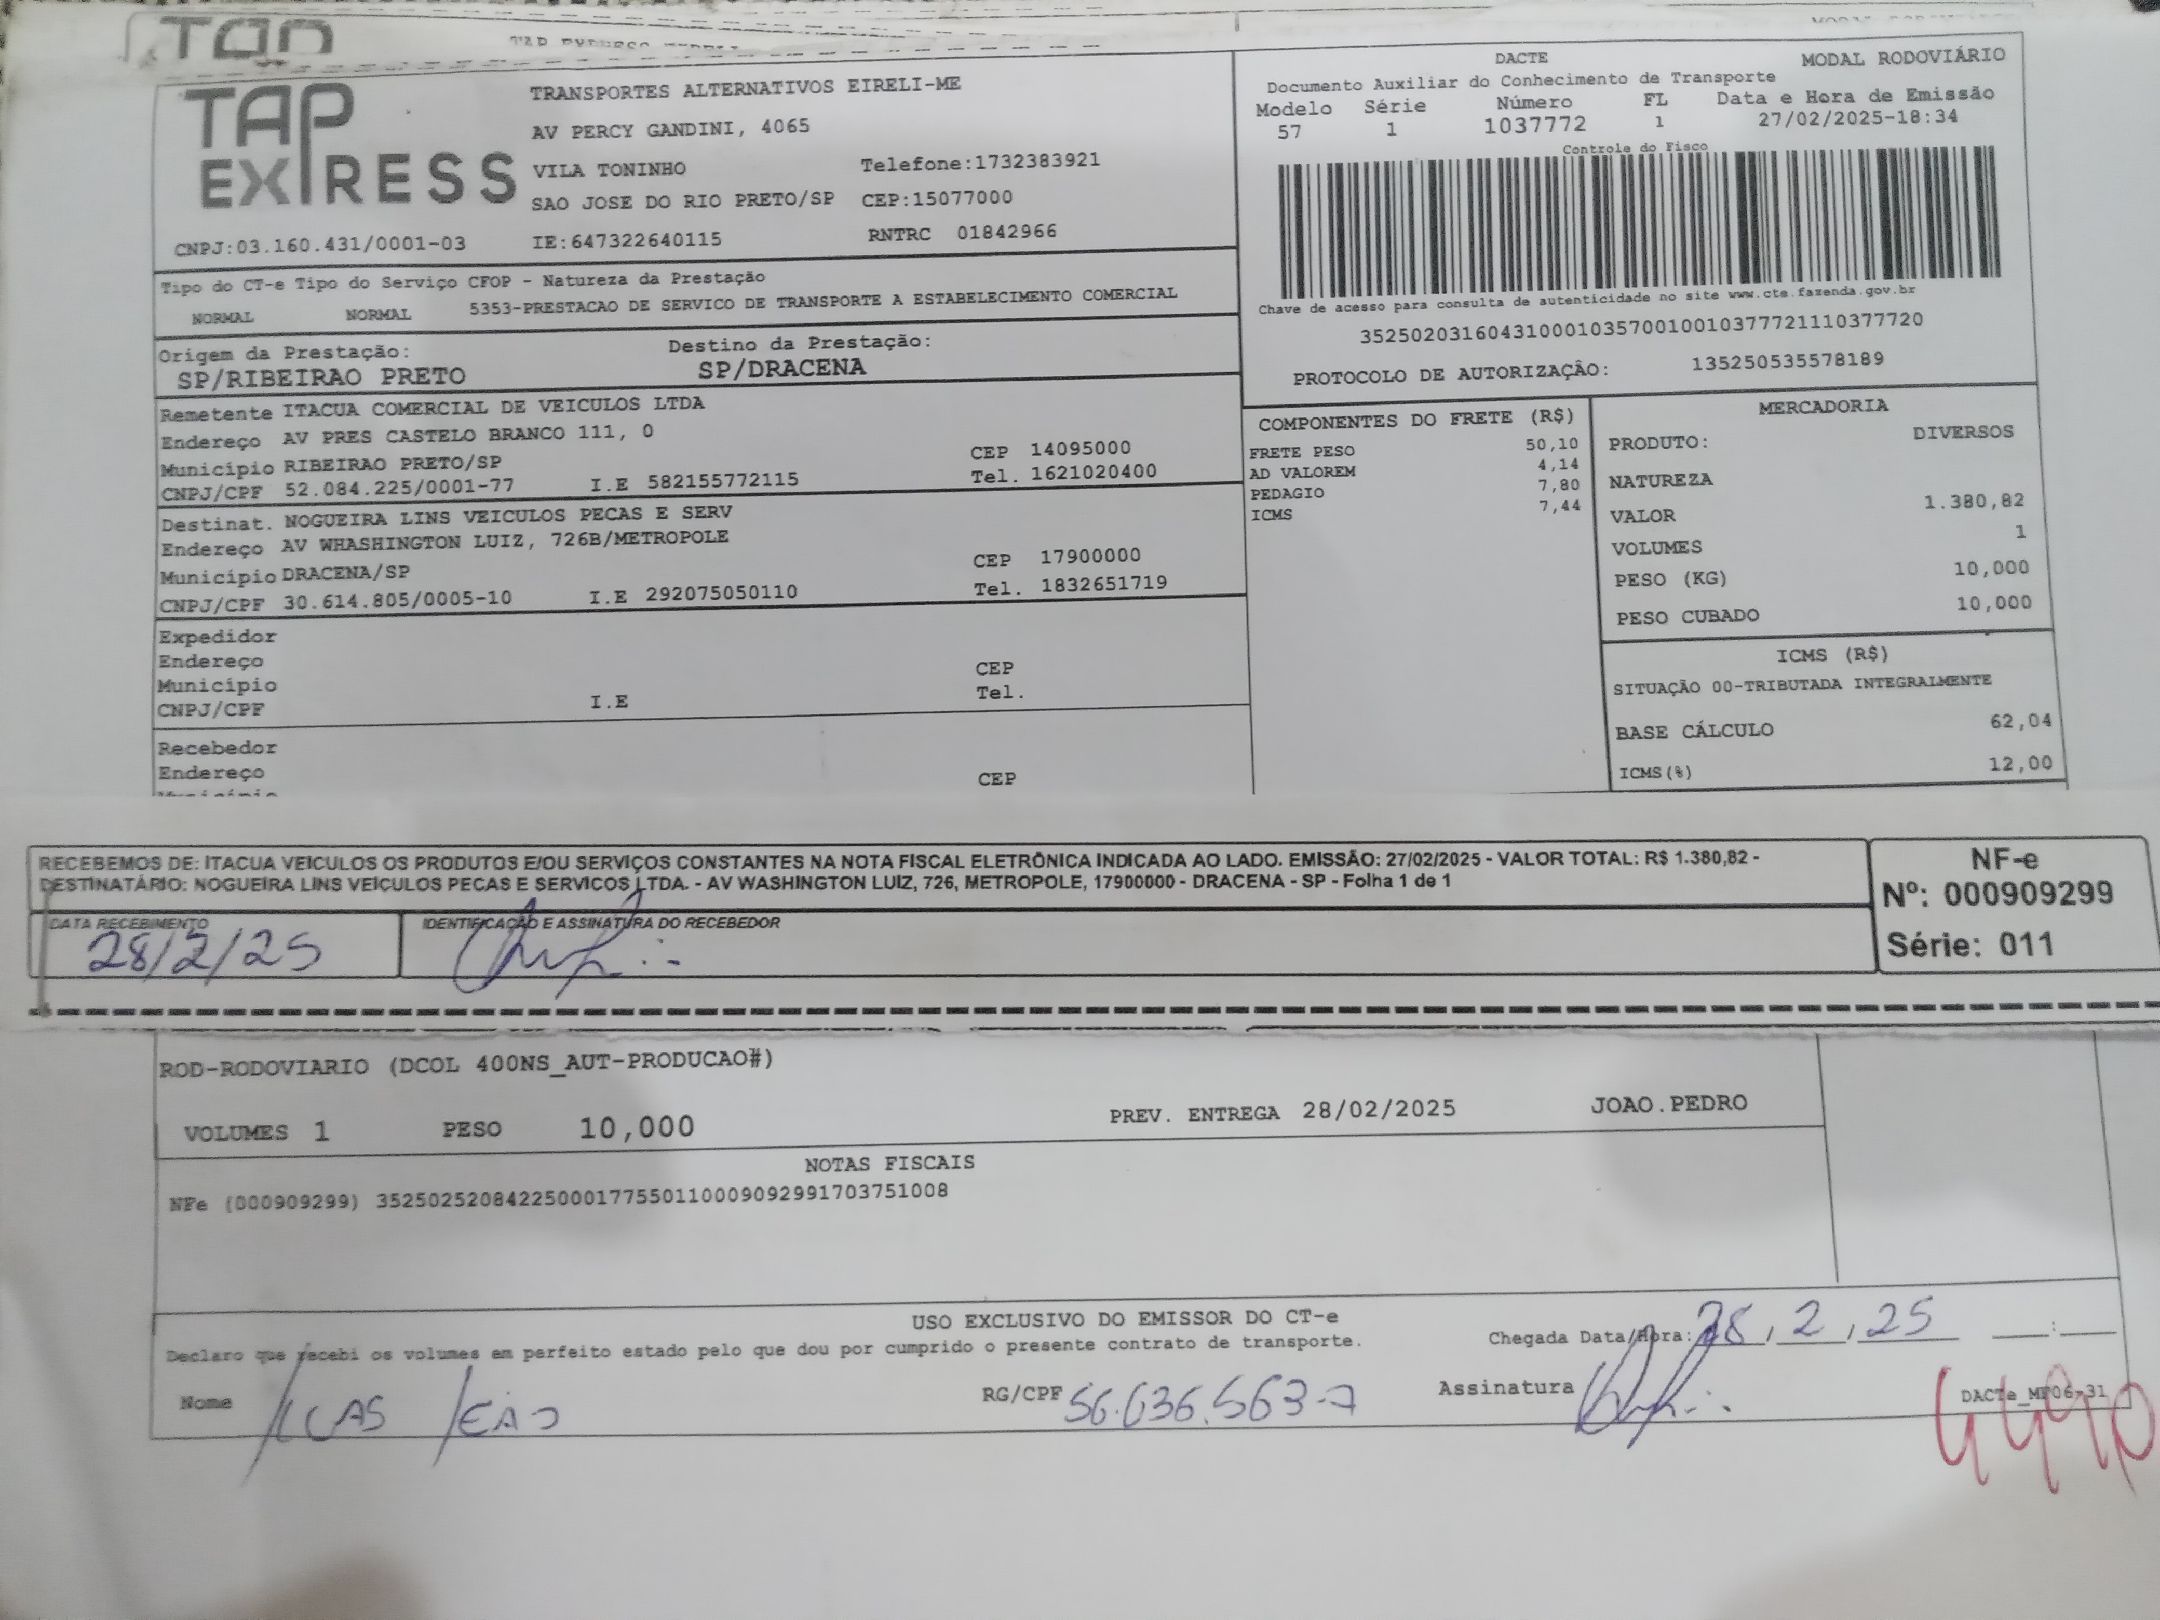 TAP EXPRESS
TRANSPORTES ALTERNATIVOS EIRELI-ME
AV PERCY GANDINI, 4065
VILA TONINHO Telefone:1732383921
SAO JOSE DO RIO PRETO/SP CEP:15077000
CNPJ:03.160.431/0001-03 IE:647322640115 RNTRC 01842966
DACTE MODAL RODOVIÁRIO
Documento Auxiliar do Conhecimento de Transporte
Modelo Série Número FL Data e Hora de Emissão
57 1 1037772 1 27/02/2025-18:34
Controle do Fisco
Chave de acesso para consulta de autenticidade no site www.cte.fazenda.gov.br
35250203160431000103570010010377721110377720
PROTOCOLO DE AUTORIZAÇÂO: 135250535578189
Tipo do CT-e Tipo do Serviço CFOP - Natureza da Prestação
NORMAL NORMAL 5353-PRESTACAO DE SERVICO DE TRANSPORTE A ESTABELECIMENTO COMERCIAL
Origem da Prestação: Destino da Prestação:
SP/RIBEIRAO PRETO SP/DRACENA
Remetente ITACUA COMERCIAL DE VEICULOS LTDA
Endereço AV PRES CASTELO BRANCO 111, 0
Município RIBEIRAO PRETO/SP CEP 14095000
CNPJ/CPF 52.084.225/0001-77 I.E 582155772115 Tel. 1621020400
Destinat. NOGUEIRA LINS VEICULOS PECAS E SERV
Endereço AV WHASHINGTON LUIZ, 726B/METROPOLE
Município DRACENA/SP CEP 17900000
CNPJ/CPF 30.614.805/0005-10 I.E 292075050110 Tel. 1832651719
Expedidor
Endereço
Município CEP
CNPJ/CPF I.E Tel.
Recebedor
Endereço CEP
COMPONENTES DO FRETE (R$)
FRETE PESO 50,10
AD VALOREM 4,14
PEDAGIO 7,80
ICMS 7,44
MERCADORIA
PRODUTO: DIVERSOS
NATUREZA
VALOR 1.380,82
VOLUMES 1
PESO (KG) 10,000
PESO CUBADO 10,000
ICMS (R$)
SITUAÇÃO 00-TRIBUTADA INTEGRALMENTE
BASE CÁLCULO 62,04
ICMS(%) 12,00
RECEBEMOS DE: ITACUA VEICULOS OS PRODUTOS E/OU SERVIÇOS CONSTANTES NA NOTA FISCAL ELETRÔNICA INDICADA AO LADO. EMISSÃO: 27/02/2025 - VALOR TOTAL: R$ 1.380,82 -
DESTINATÁRIO: NOGUEIRA LINS VEICULOS PECAS E SERVICOS LTDA. - AV WASHINGTON LUIZ, 726, METROPOLE, 17900000 - DRACENA - SP - Folha 1 de 1
DATA RECEBIMENTO IDENTIFICAÇÃO E ASSINATURA DO RECEBEDOR
28/2/25
NF-e
Nº: 000909299
Série: 011
ROD-RODOVIARIO (DCOL 400NS_AUT-PRODUCAO#)
VOLUMES 1 PESO 10,000 PREV. ENTREGA 28/02/2025 JOAO.PEDRO
NOTAS FISCAIS
NFe (000909299) 35250252084225000177550110009092991703751008
USO EXCLUSIVO DO EMISSOR DO CT-e
Declaro que recebi os volumes em perfeito estado pelo que dou por cumprido o presente contrato de transporte. Chegada Data/Hora: 28, 2, 25
Nome RG/CPF 56.636.563-7 Assinatura DACTe_MF06-31